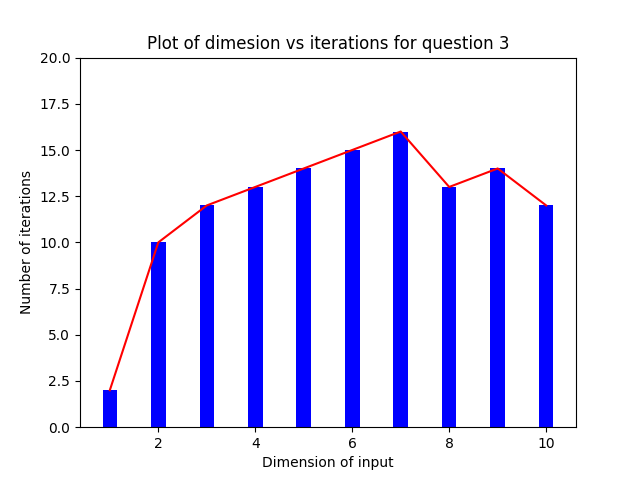 Plot of dimesion vs iterations for question 3
20.0
17.5
15.0
12.5
10.0
7.5
5.0
2.5
0.0
Number of iterations
2 4 6 8 10
Dimension of input